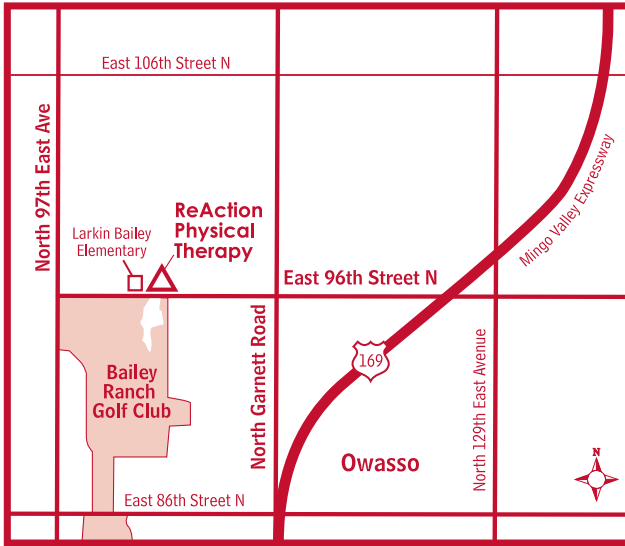 East 106th Street N
North 97th East Ave
Mingo Valley Expressway
ReAction
Physical
Therapy
Larkin Bailey
Elementary
East 96th Street N
North Garnett Road
169
North 129th East Avenue
Bailey
Ranch
Golf Club
Owasso
N
East 86th Street N